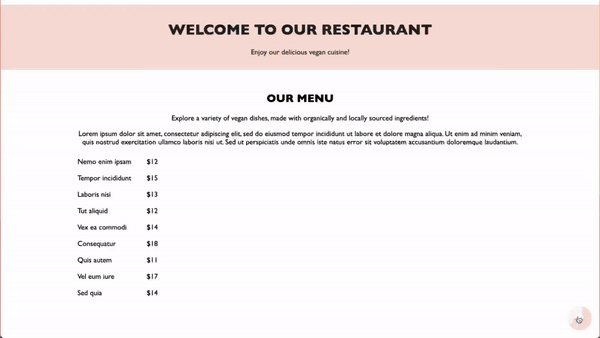 WELCOME TO OUR RESTAURANT
Enjoy our delicious vegan cuisine!
OUR MENU
Explore a variety of vegan dishes, made with organically and locally sourced ingredients!
Lorem ipsum dolor sit amet, consectetur adipiscing elit, sed do eiusmod tempor incididunt ut labore et dolore magna aliqua. Ut enim ad minim veniam,
quis nostrud exercitation ullamco laboris nisi ut. Sed ut perspiciatis unde omnis iste natus error sit voluptatem accusantium doloremque laudantium.
Nemo enim ipsam $12
Tempor incididunt $15
Laboris nisi $13
Tut aliquid $12
Vex ea commodi $14
Consequatur $18
Quis autem $11
Vel eum iure $17
Sed quia $14